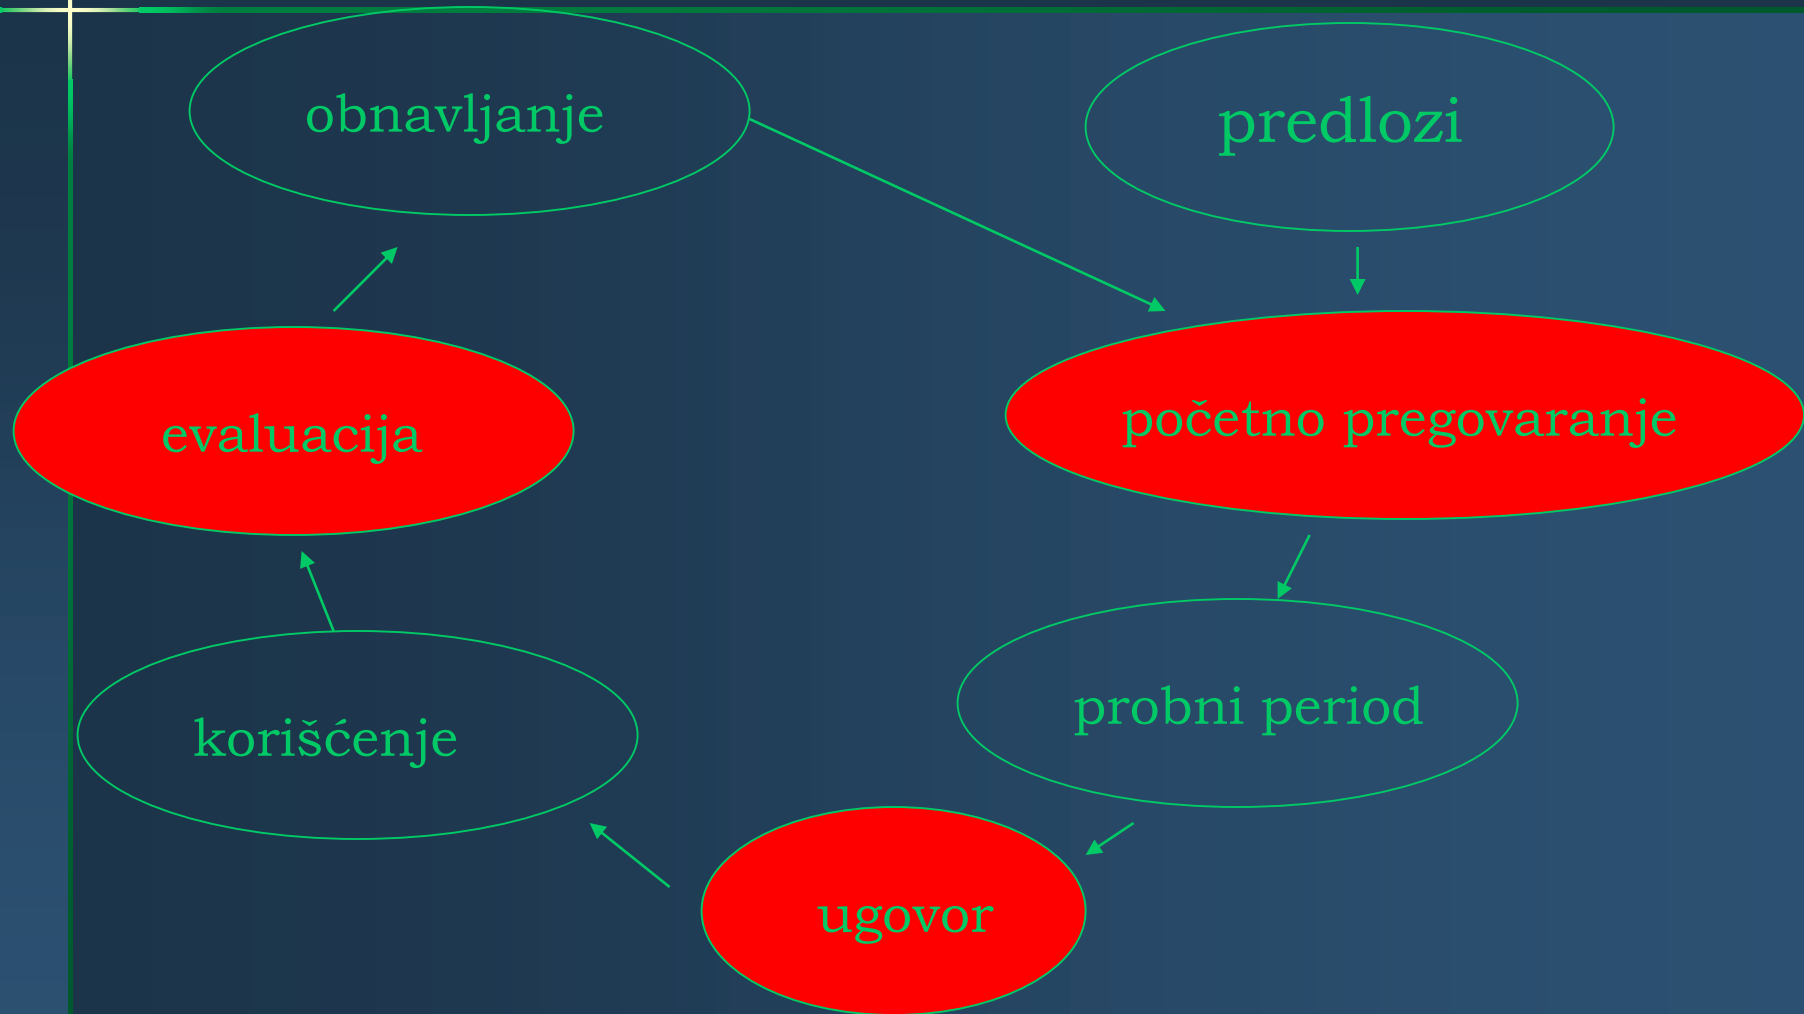 obnavljanje
predlozi
evaluacija
početno pregovaranje
korišćenje
probni period
ugovor